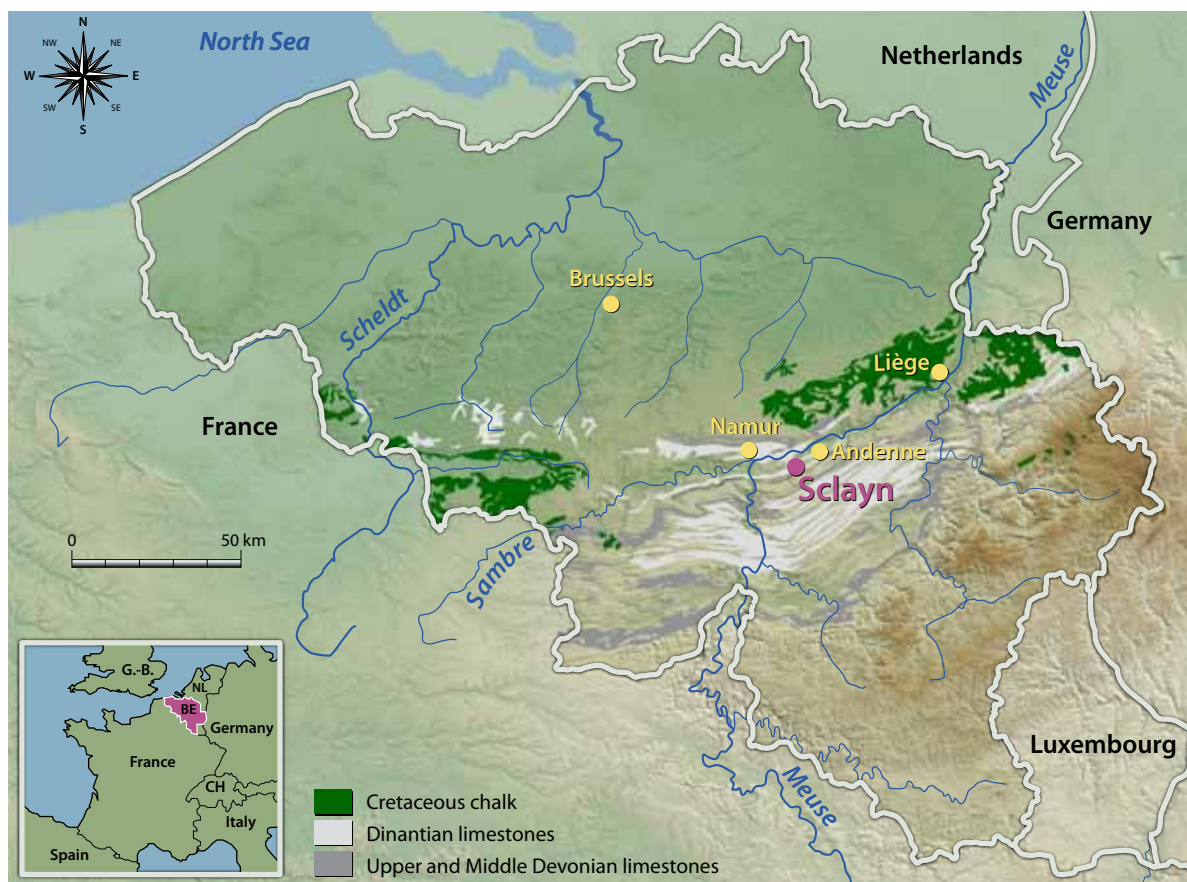 North Sea
N
NW
NE
W
E
SW
SE
S
Netherlands
Meuse
Germany
Brussels
Scheldt
Liège
France
Namur
Andenne
Sclayn
0
50 km
Sambre
Luxembourg
Meuse
G.-B.
NL
BE
Germany
France
CH
Italy
Spain
Cretaceous chalk
Dinantian limestones
Upper and Middle Devonian limestones